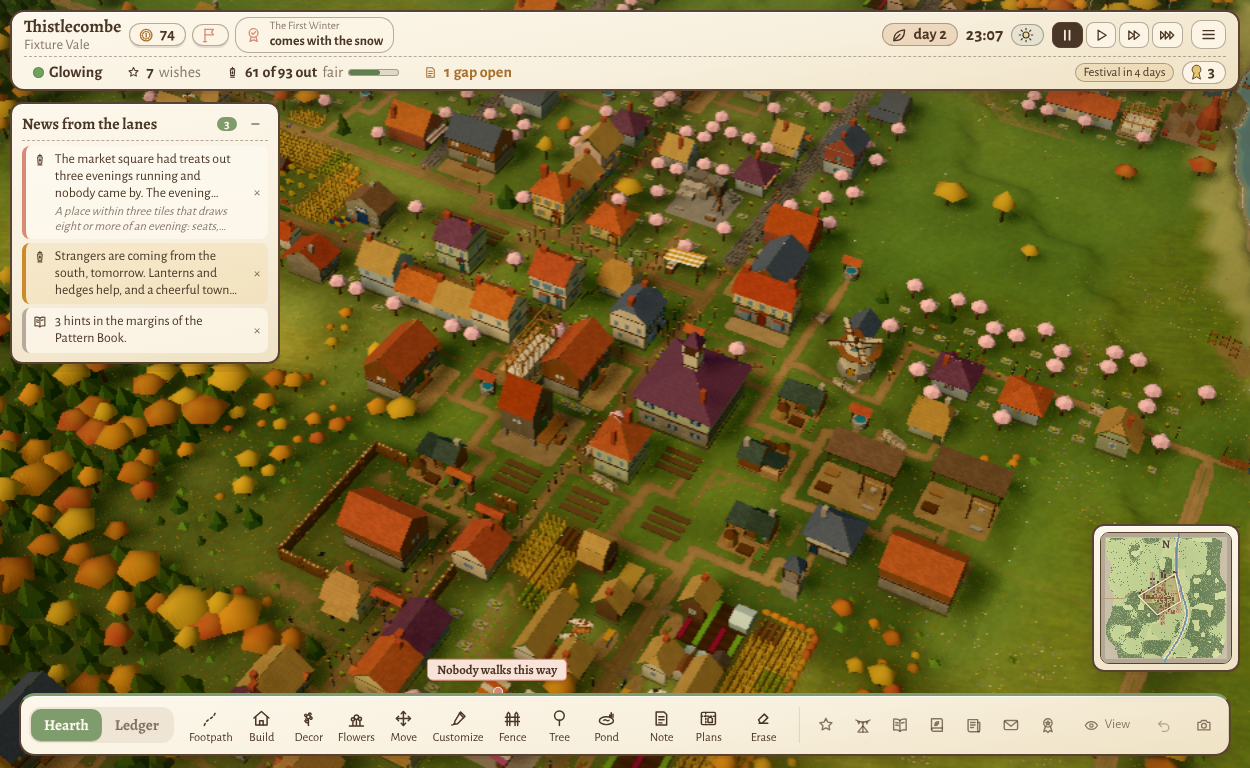 Thistlecombe
Fixture Vale
74
The First Winter
comes with the snow
day 2
23:07
Glowing
7 wishes
61 of 93 out fair
1 gap open
Festival in 4 days
3
News from the lanes
3
The market square had treats out
three evenings running and
nobody came by. The evening…
A place within three tiles that draws
eight or more of an evening: seats,…
Strangers are coming from the
south, tomorrow. Lanterns and
hedges help, and a cheerful town…
3 hints in the margins of the
Pattern Book.
N
Nobody walks this way
Hearth
Ledger
Footpath
Build
Decor
Flowers
Move
Customize
Fence
Tree
Pond
Note
Plans
Erase
View